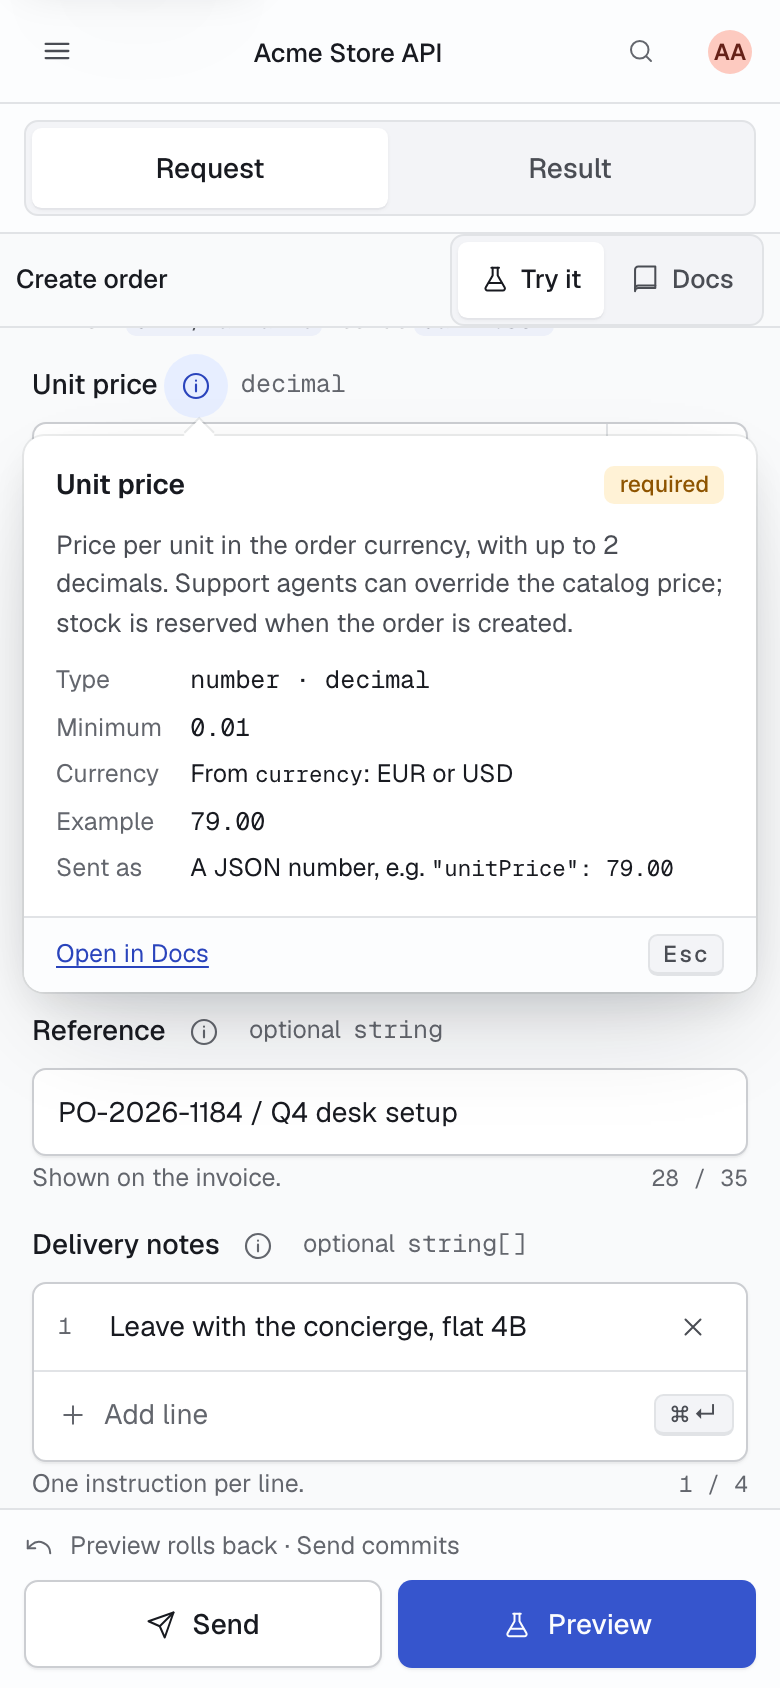 Acme Store API
AA
Request
Result
Create order
Try it
Docs
Unit price
decimal
Unit price
required
Price per unit in the order currency, with up to 2
decimals. Support agents can override the catalog price;
stock is reserved when the order is created.
Type number · decimal
Minimum 0.01
Currency From currency: EUR or USD
Example 79.00
Sent as A JSON number, e.g. "unitPrice": 79.00
Open in Docs
Esc
Reference optional string
PO-2026-1184 / Q4 desk setup
Shown on the invoice. 28 / 35
Delivery notes optional string[]
1 Leave with the concierge, flat 4B
Add line ⌘↵
One instruction per line. 1 / 4
Preview rolls back · Send commits
Send
Preview